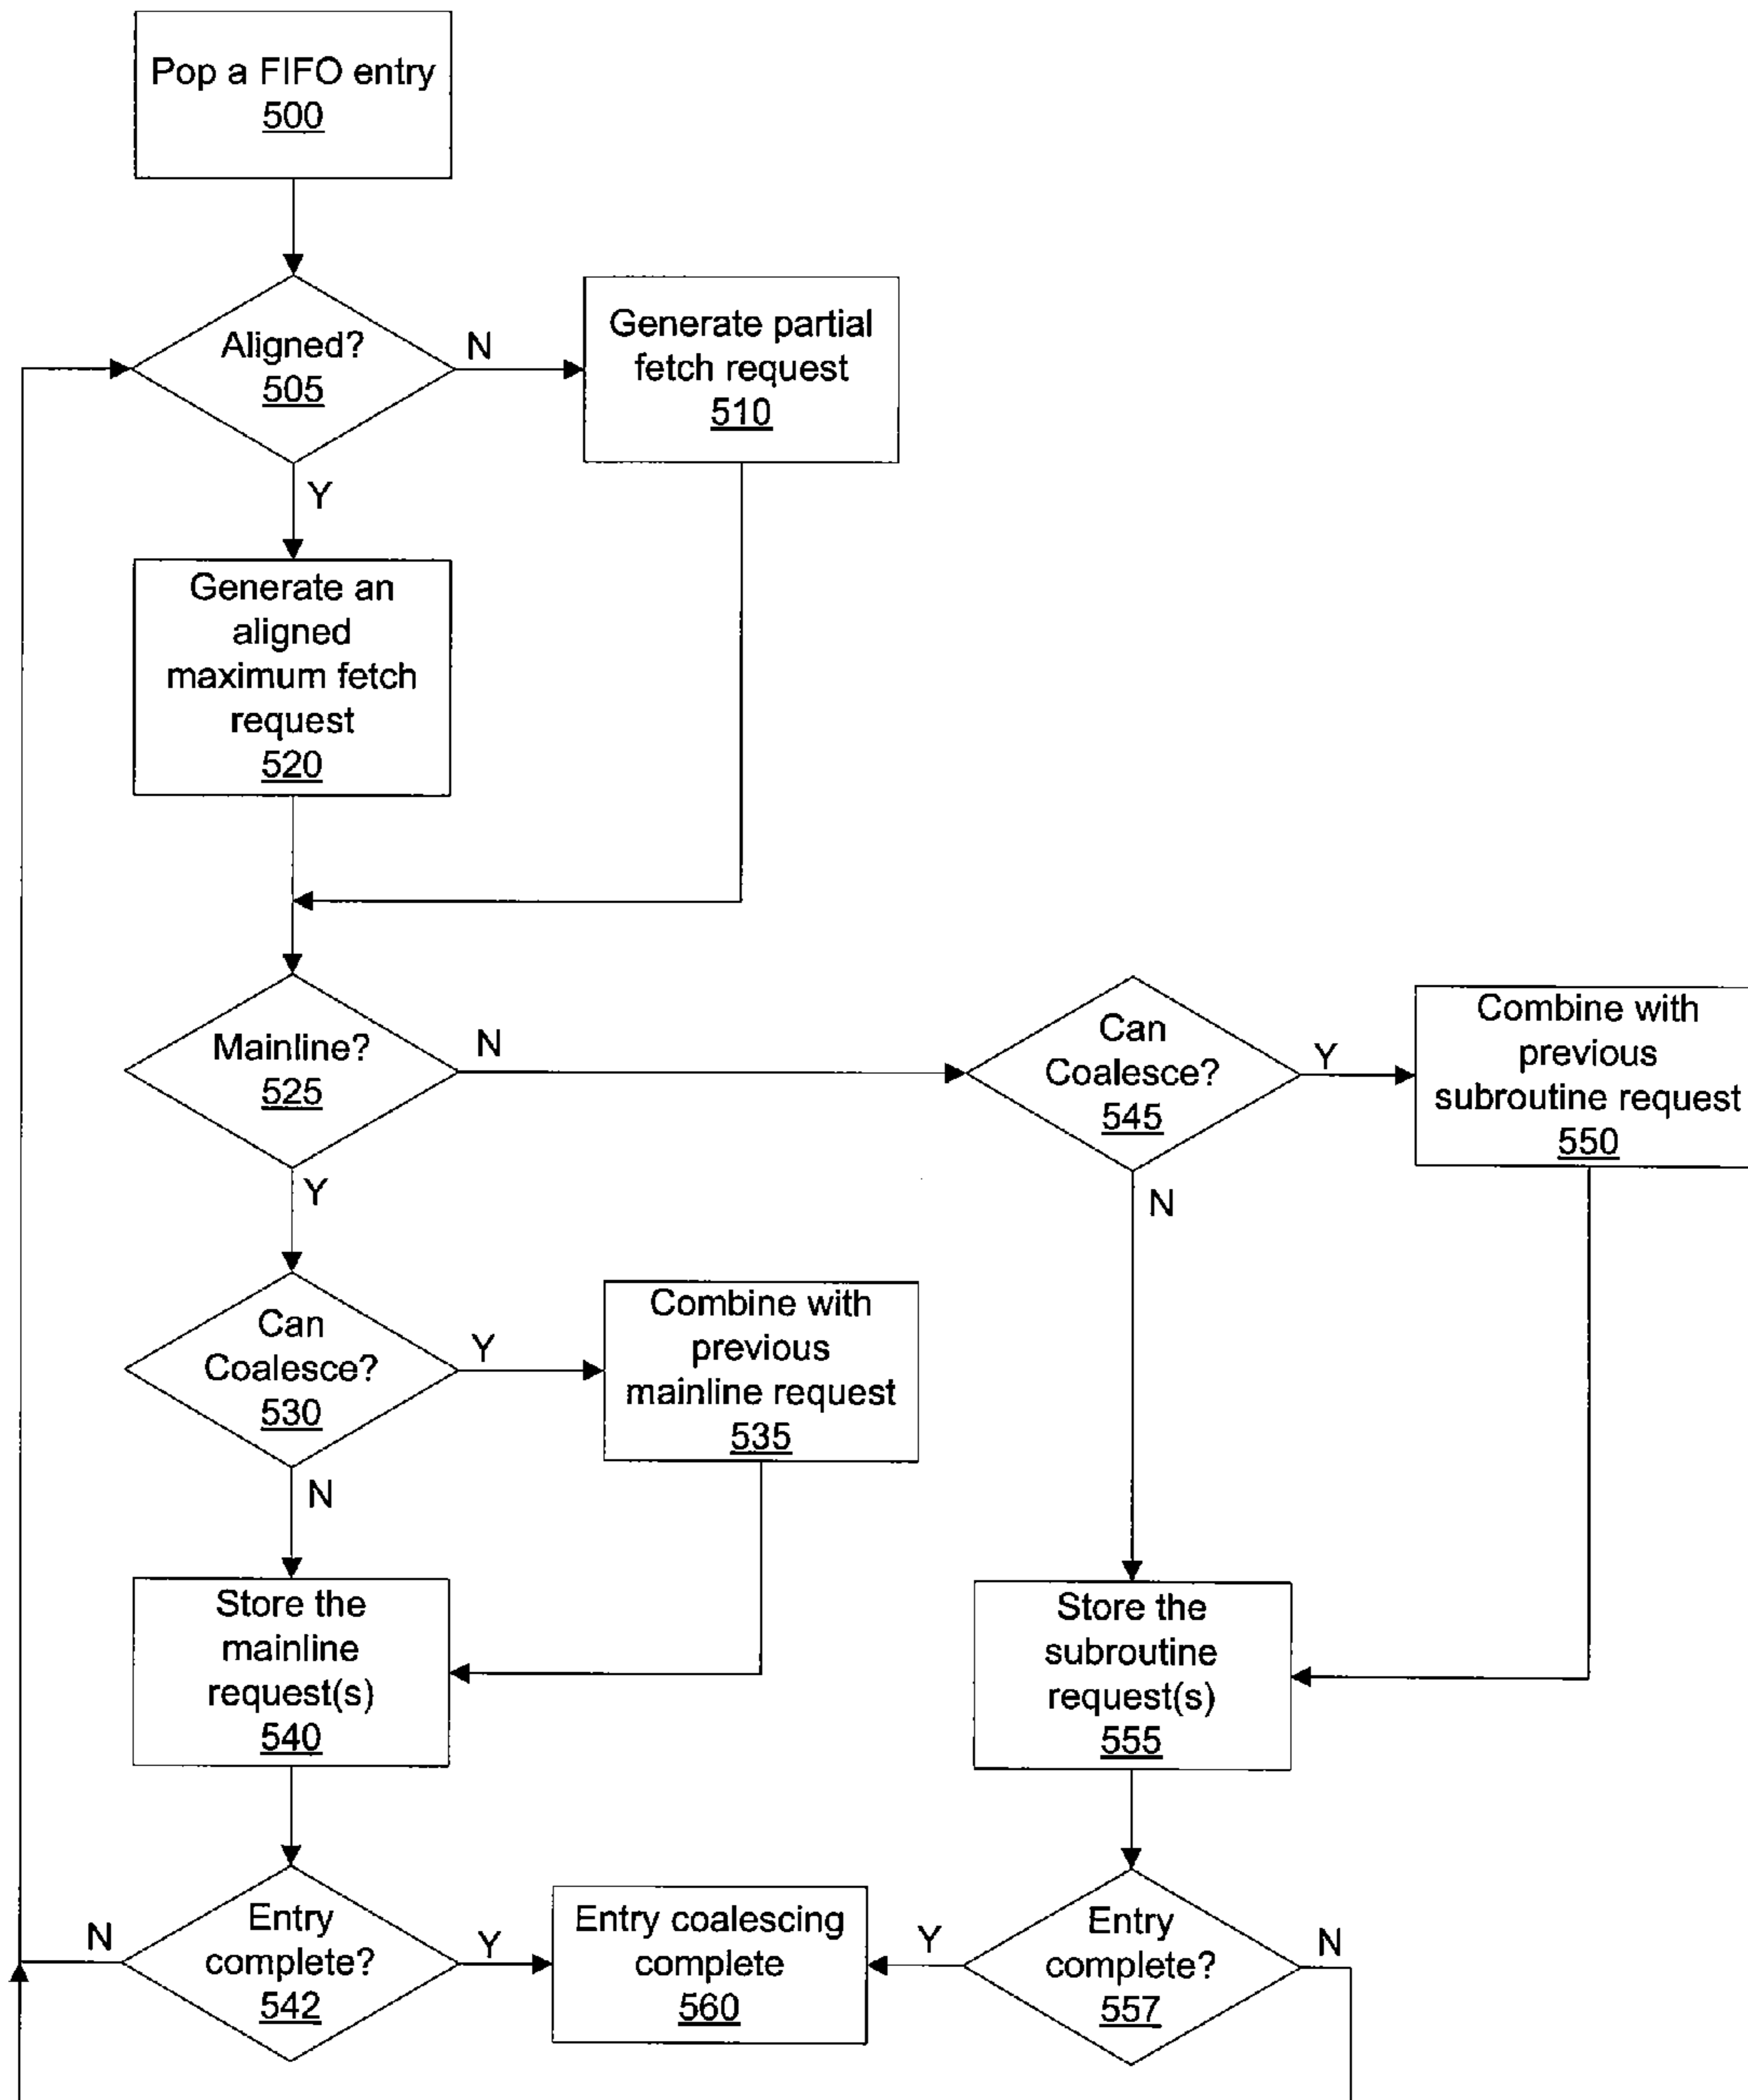 Pop a FIFO entry
500
Aligned?
505
N
Generate partial
fetch request
510
Y
Generate an
aligned
maximum fetch
request
520
Mainline?
525
N
Can
Coalesce?
545
Y
Combine with
previous
subroutine request
550
Y
N
Can
Coalesce?
530
Y
Combine with
previous
mainline request
535
N
Store the
mainline
request(s)
540
Store the
subroutine
request(s)
555
N
Entry
complete?
542
Y
Entry coalescing
complete
560
Y
Entry
complete?
557
N